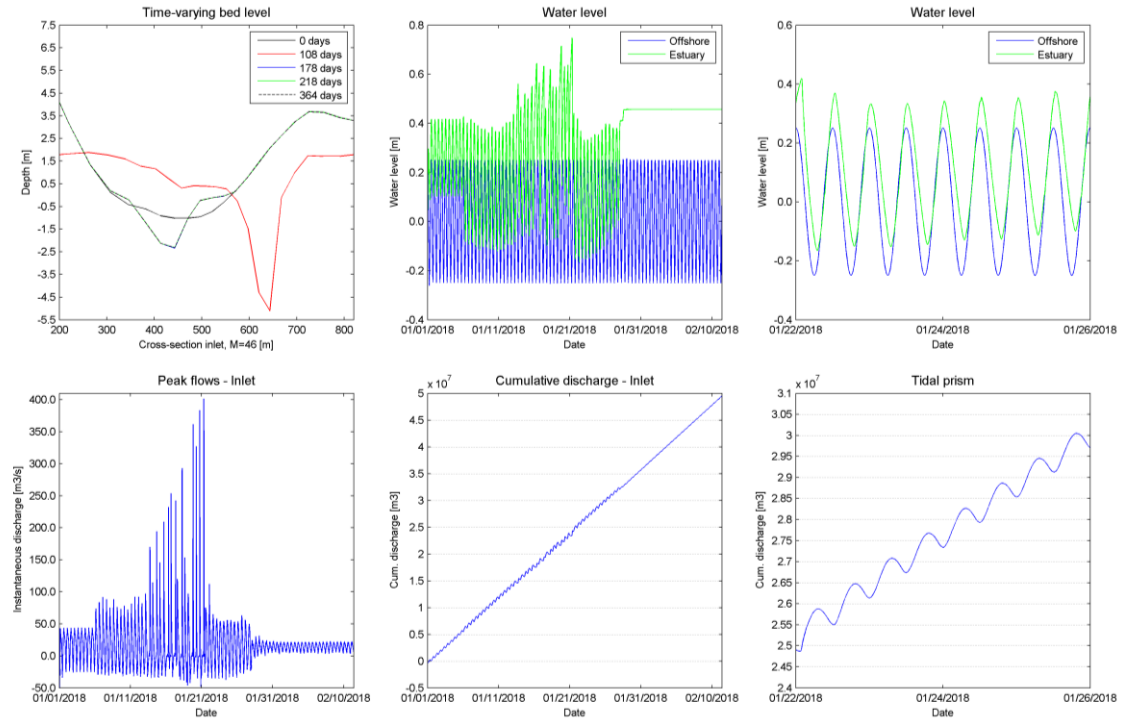 Time-varying bed level
7.5
6.5
5.5
4.5
3.5
2.5
1.5
0.5
-0.5
-1.5
-2.5
-3.5
-4.5
-5.5
Depth [m]
0 days
108 days
178 days
218 days
364 days
200 300 400 500 600 700 800
Cross-section inlet, M=46 [m]
Water level
0.8
0.6
0.4
0.2
0.0
-0.2
-0.4
Water level [m]
Offshore
Estuary
01/01/2018 01/11/2018 01/21/2018 01/31/2018 02/10/2018
Date
Water level
0.6
0.4
0.2
0.0
-0.2
-0.4
Water level [m]
Offshore
Estuary
01/22/2018 01/24/2018 01/26/2018
Date
Peak flows - Inlet
400.0
350.0
300.0
250.0
200.0
150.0
100.0
50.0
0.0
-50.0
Instantaneous discharge [m3/s]
01/01/2018 01/11/2018 01/21/2018 01/31/2018 02/10/2018
Date
Cumulative discharge - Inlet
x 10^7
5
4
3
2
1
0
Cum. discharge [m3]
01/01/2018 01/11/2018 01/21/2018 01/31/2018 02/10/2018
Date
Tidal prism
x 10^7
3.1
3.05
3
2.95
2.9
2.85
2.8
2.75
2.7
2.65
2.6
2.55
2.5
2.45
2.4
Cum. discharge [m3]
01/22/2018 01/24/2018 01/26/2018
Date